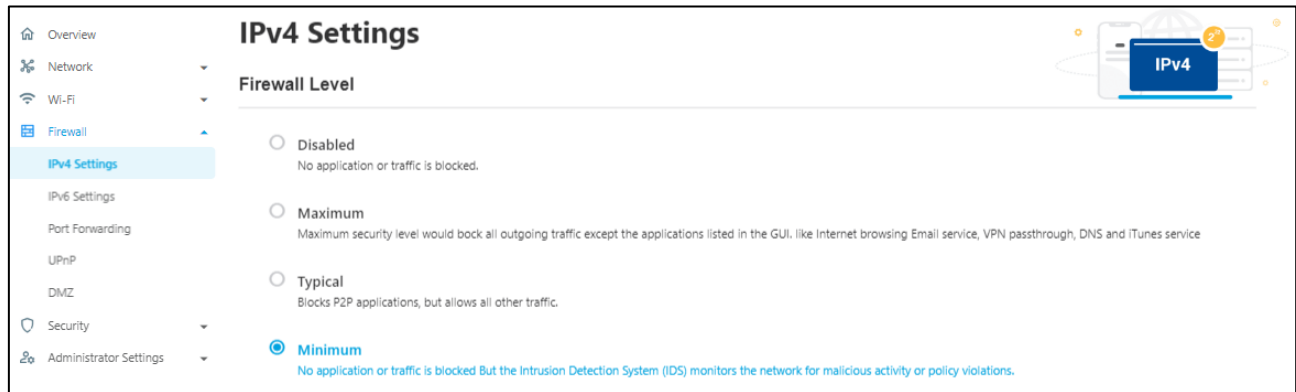 Overview
Network
Wi-Fi
Firewall
IPv4 Settings
IPv6 Settings
Port Forwarding
UPnP
DMZ
Security
Administrator Settings
IPv4 Settings
IPv4
Firewall Level
Disabled
No application or traffic is blocked.
Maximum
Maximum security level would bock all outgoing traffic except the applications listed in the GUI. like Internet browsing Email service, VPN passthrough, DNS and iTunes service
Typical
Blocks P2P applications, but allows all other traffic.
Minimum
No application or traffic is blocked But the Intrusion Detection System (IDS) monitors the network for malicious activity or policy violations.